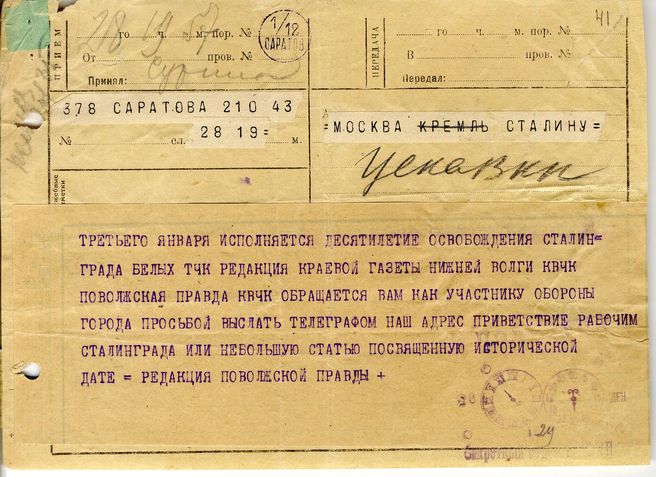 ПРИЕМ
го ч. м. пор. №
От пров. №
Принял:
1/12
САРАТОВ
ПЕРЕДАЧА
го ч. м. пор. №
В пров. №
Передал:
41
378 САРАТОВА 210 43
№ сл. 28 19= м.
=МОСКВА КРЕМЛЬ СТАЛИНУ=
Цека ВКП
ТРЕТЬЕГО ЯНВАРЯ ИСПОЛНЯЕТСЯ ДЕСЯТИЛЕТИЕ ОСВОБОЖДЕНИЯ СТАЛИН=
ГРАДА БЕЛЫХ ТЧК РЕДАКЦИЯ КРАЕВОЙ ГАЗЕТЫ НИЖНЕЙ ВОЛГИ КВЧК
ПОВОЛЖСКАЯ ПРАВДА КВЧК ОБРАЩАЕТСЯ ВАМ КАК УЧАСТНИКУ ОБОРОНЫ
ГОРОДА ПРОСЬБОЙ ВЫСЛАТЬ ТЕЛЕГРАФОМ НАШ АДРЕС ПРИВЕТСТВИЕ РАБОЧИМ
СТАЛИНГРАДА ИЛИ НЕБОЛЬШУЮ СТАТЬЮ ПОСВЯЩЕННУЮ ИСТОРИЧЕСКОЙ
ДАТЕ = РЕДАКЦИЯ ПОВОЛЖСКОЙ ПРАВДЫ +